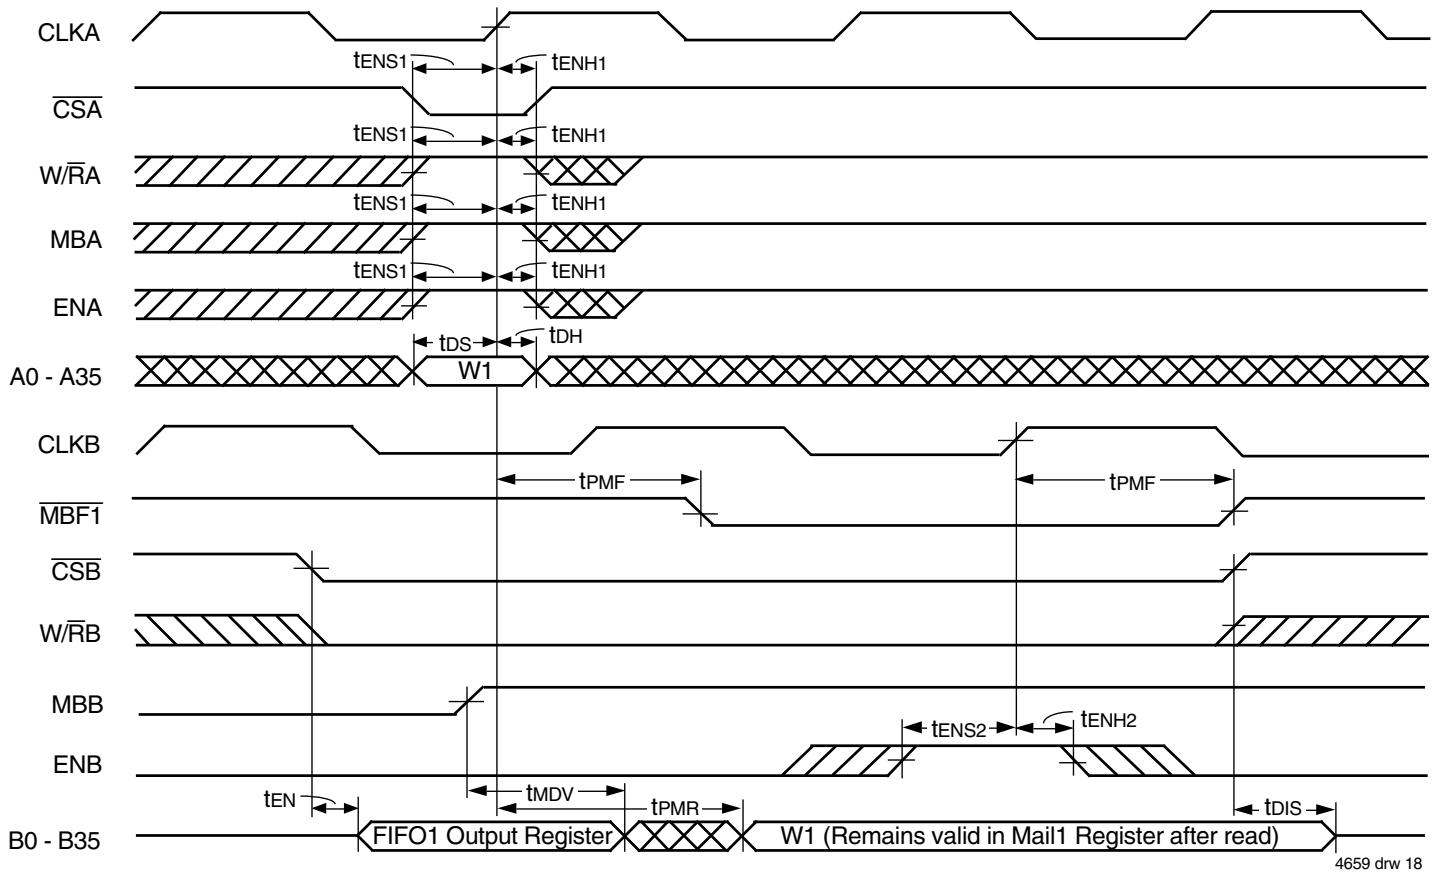 CLKA
tENS1 tENH1
CSA
tENS1 tENH1
W/RA
tENS1 tENH1
MBA
tENS1 tENH1
ENA
tDS tDH
A0 - A35 W1
CLKB
tPMF tPMF
MBF1
CSB
W/RB
MBB
tENS2 tENH2
ENB
tEN tMDV tPMR tDIS
B0 - B35 FIFO1 Output Register W1 (Remains valid in Mail1 Register after read)
4659 drw 18